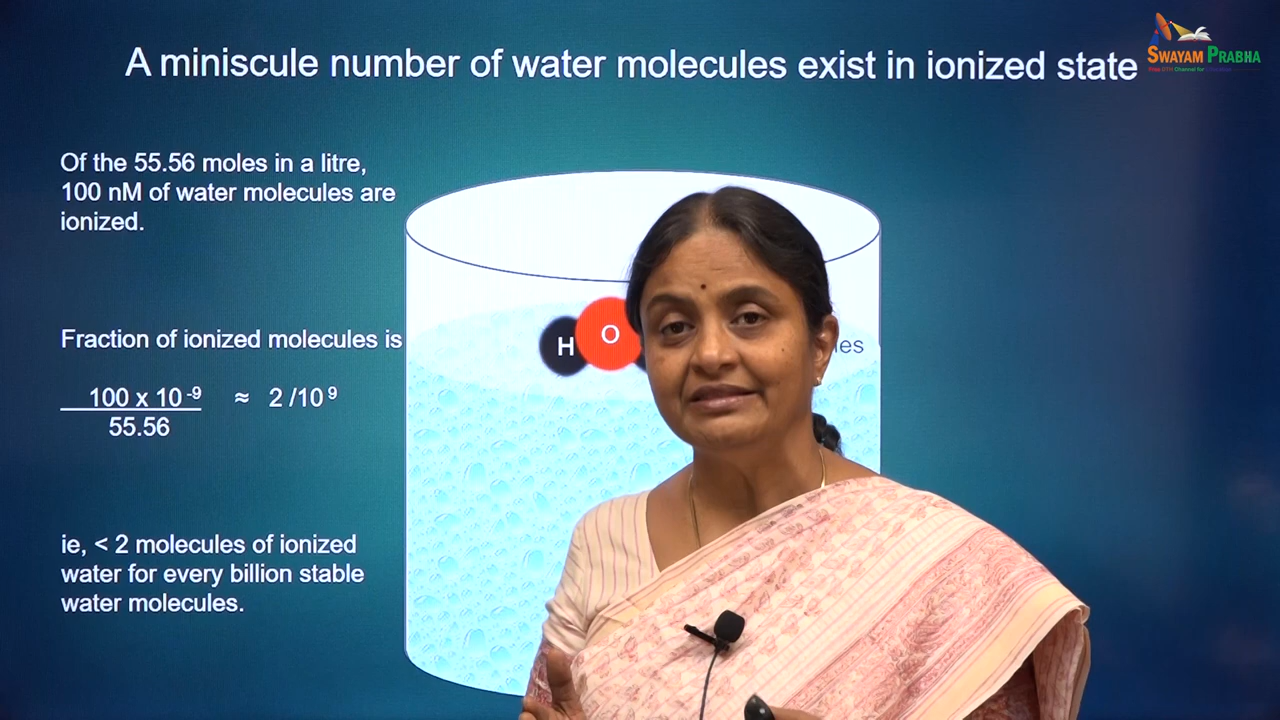 A miniscule number of water molecules exist in ionized state
SWAYAM PRABHA
Of the 55.56 moles in a litre,
100 nM of water molecules are
ionized.
H
O
Fraction of ionized molecules is
100 x 10 -9 ≈ 2 /10 9
55.56
ie, < 2 molecules of ionized
water for every billion stable
water molecules.